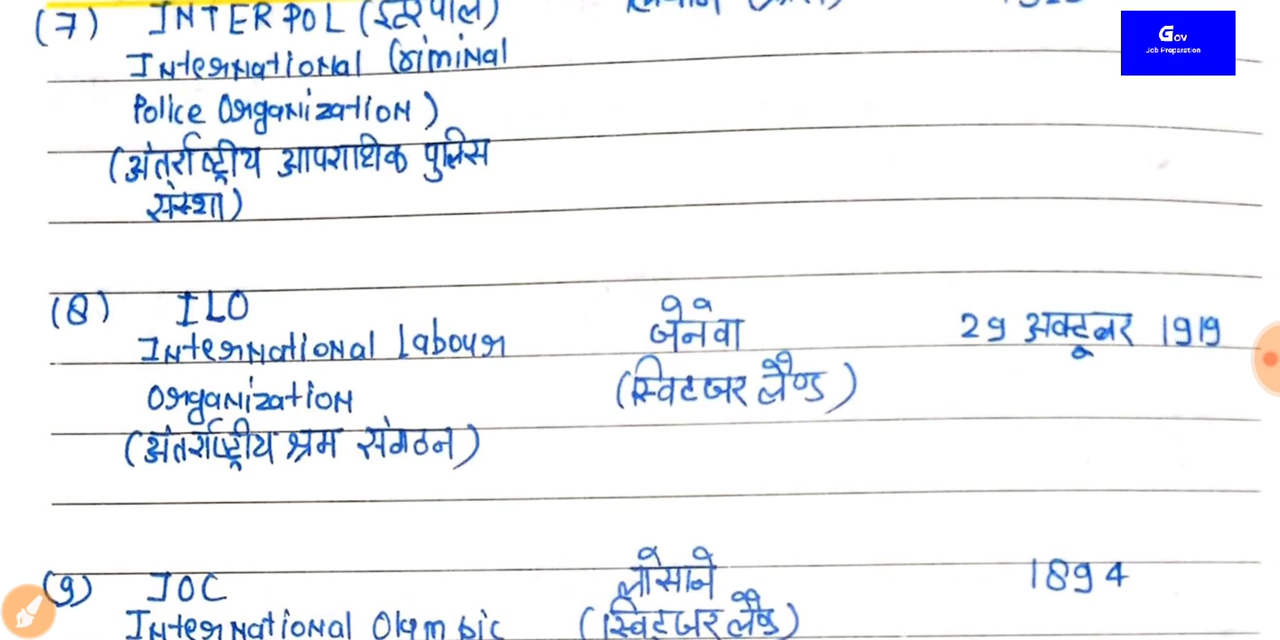 (7) INTERPOL (इंटरपोल)
International Criminal
Police Organization)
(अंतर्राष्ट्रीय आपराधिक पुलिस
संस्था)
(8) ILO जेनेवा 29 अक्टूबर 1919
International Labour (स्विटजर लैण्ड)
Organization
(अंतर्राष्ट्रीय श्रम संगठन)
(9) IOC लोसाने 1894
International Olympic (स्विटजर लैंड)
Gov
Job Preparation